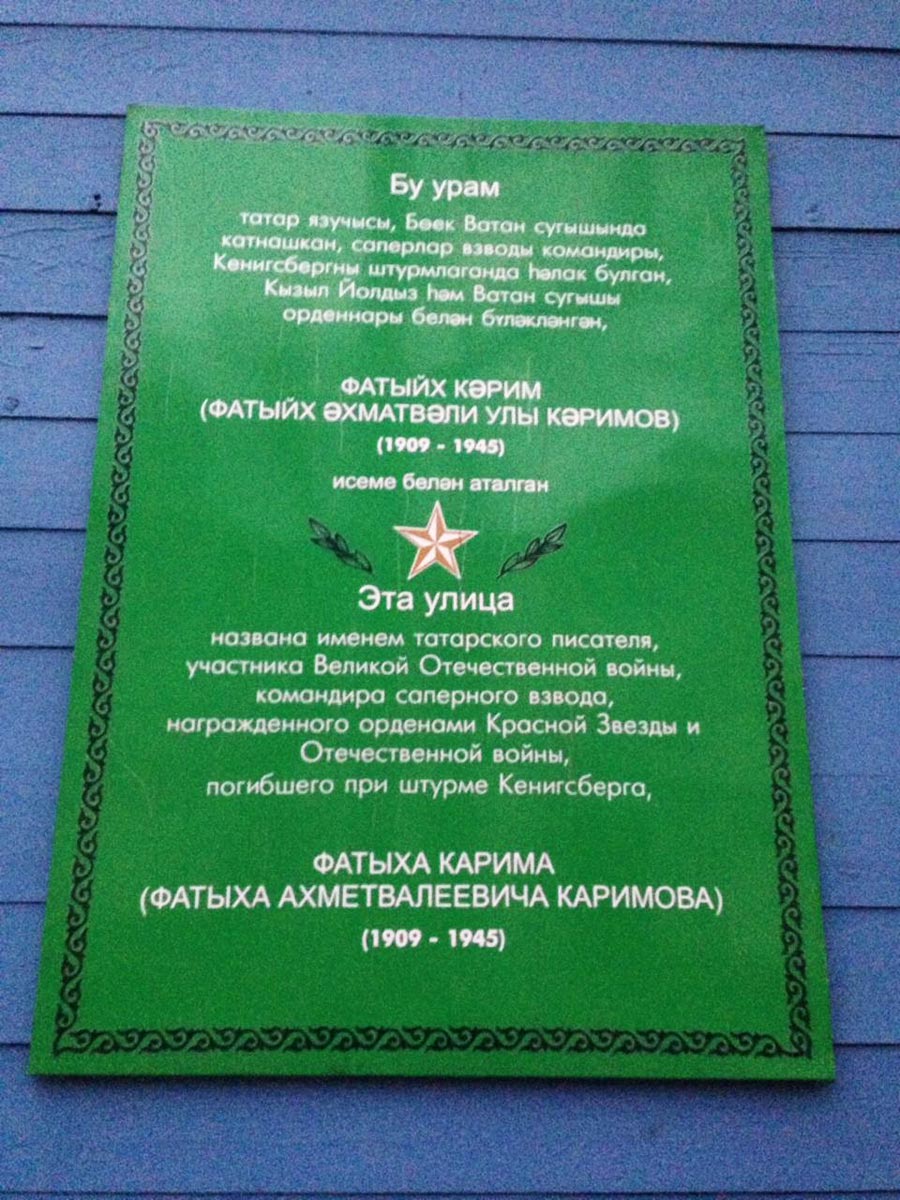 Бу урам
татар язучысы, Бөек Ватан сугышында
катнашкан, саперлар взводы командиры,
Кенигсбергны штурмлаганда һәлак булган,
Кызыл Йолдыз һәм Ватан сугышы
орденнары белән бүләкләнгән,
ФАТЫЙХ КӘРИМ
(ФАТЫЙХ ӘХМАТВӘЛИ УЛЫ КӘРИМОВ)
(1909 - 1945)
исеме белән аталган
Эта улица
названа именем татарского писателя,
участника Великой Отечественной войны,
командира саперного взвода,
награжденного орденами Красной Звезды и
Отечественной войны,
погибшего при штурме Кенигсберга,
ФАТЫХА КАРИМА
(ФАТЫХА АХМЕТВАЛЕЕВИЧА КАРИМОВА)
(1909 - 1945)